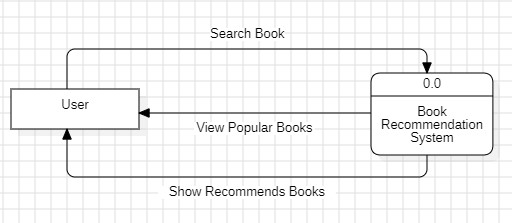 Search Book
0.0
User
Book
Recommendation
System
View Popular Books
Show Recommends Books